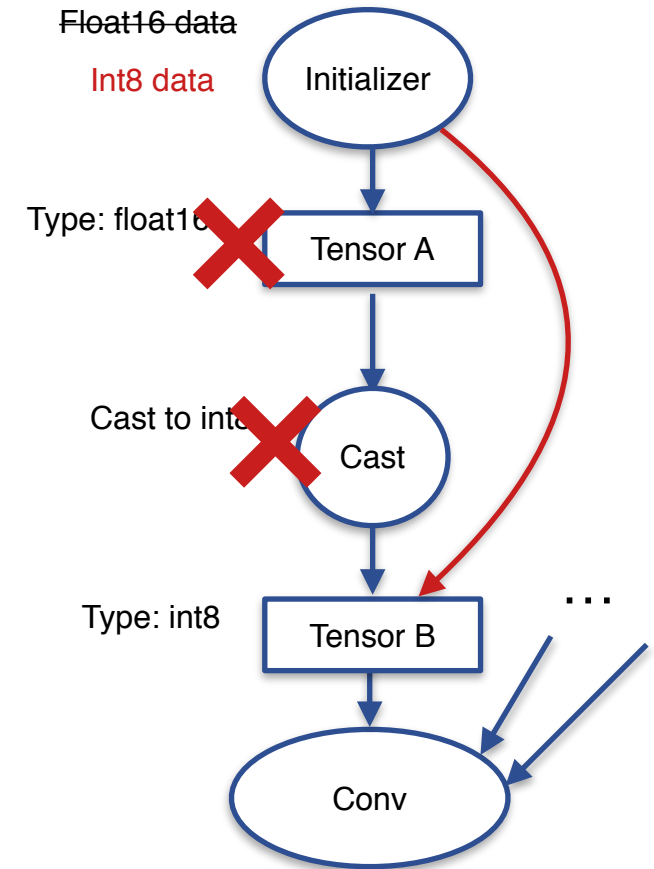 Float16 data
Int8 data
Initializer
Type: float16
Tensor A
Cast to int8
Cast
Type: int8
Tensor B
...
Conv